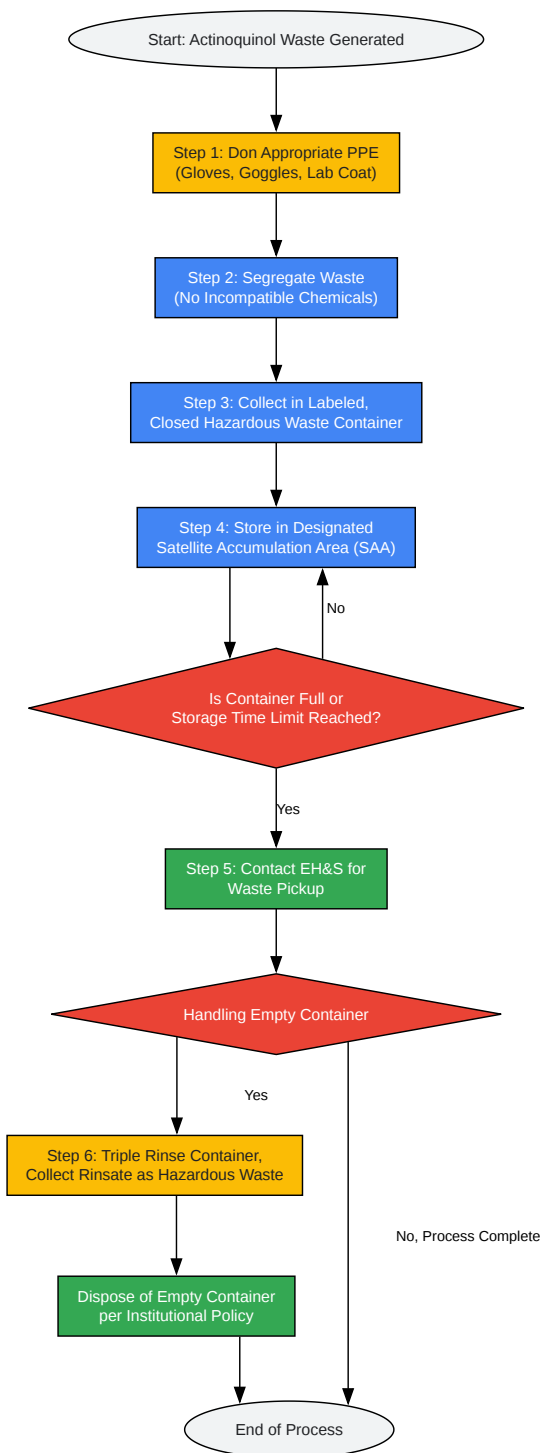 Start: Actinoquinol Waste Generated
Step 1: Don Appropriate PPE
(Gloves, Goggles, Lab Coat)
Step 2: Segregate Waste
(No Incompatible Chemicals)
Step 3: Collect in Labeled,
Closed Hazardous Waste Container
Step 4: Store in Designated
Satellite Accumulation Area (SAA)
No
Is Container Full or
Storage Time Limit Reached?
Yes
Step 5: Contact EH&S for
Waste Pickup
Handling Empty Container
Yes
Step 6: Triple Rinse Container,
Collect Rinsate as Hazardous Waste
No, Process Complete
Dispose of Empty Container
per Institutional Policy
End of Process